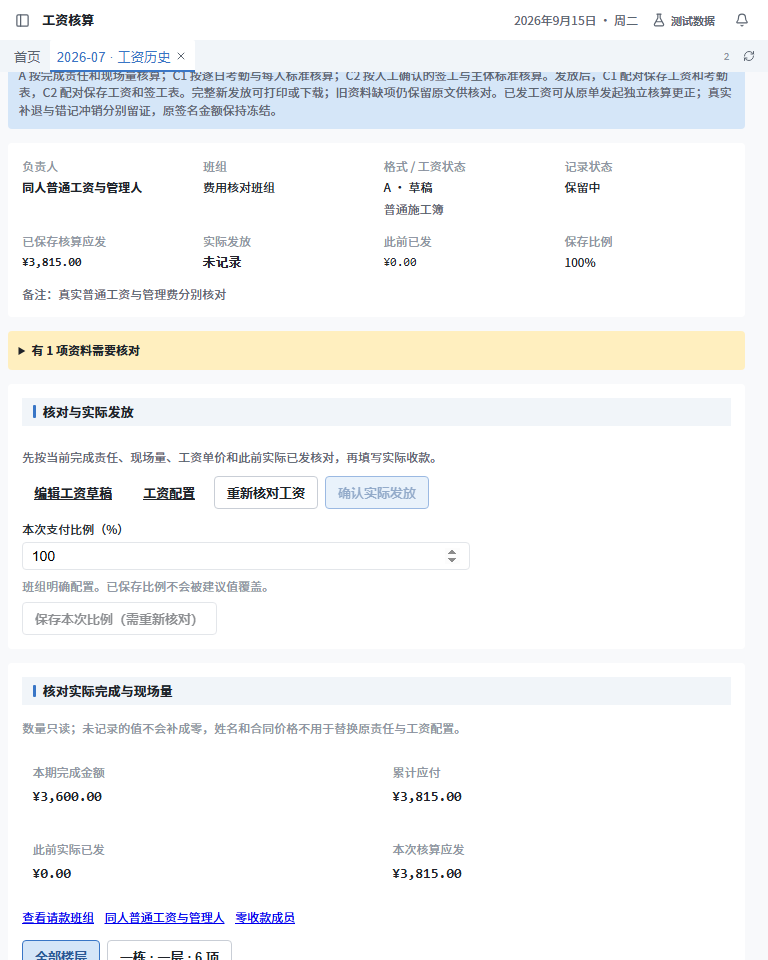 工资核算
2026年9月15日 · 周二
测试数据
首页
2026-07 · 工资历史 ×
2
A 按完成责任和现场量核算；C1 按逐日考勤与每人标准核算；C2 按人工确认的签工与主体标准核算。发放后，C1 配对保存工资和考勤
表，C2 配对保存工资和签工表。完整新发放可打印或下载；旧资料缺项仍保留原文供核对。已发工资可从原单发起独立核算更正；真实
补退与错记冲销分别留证，原签名金额保持冻结。
负责人
班组
格式 / 工资状态
记录状态
同人普通工资与管理人
费用核对班组
A · 草稿
保留中
普通施工簿
已保存核算应发
实际发放
此前已发
保存比例
¥3,815.00
未记录
¥0.00
100%
备注：真实普通工资与管理费分别核对
有 1 项资料需要核对
核对与实际发放
先按当前完成责任、现场量、工资单价和此前实际已发核对，再填写实际收款。
编辑工资草稿
工资配置
重新核对工资
确认实际发放
本次支付比例（%）
100
班组明确配置。已保存比例不会被建议值覆盖。
保存本次比例（需重新核对）
核对实际完成与现场量
数量只读；未记录的值不会补成零，姓名和合同价格不用于替换原责任与工资配置。
本期完成金额
累计应付
¥3,600.00
¥3,815.00
此前实际已发
本次核算应发
¥0.00
¥3,815.00
查看请款班组
同人普通工资与管理人
零收款成员
全部楼层
一栋 · 一层 · 6 项